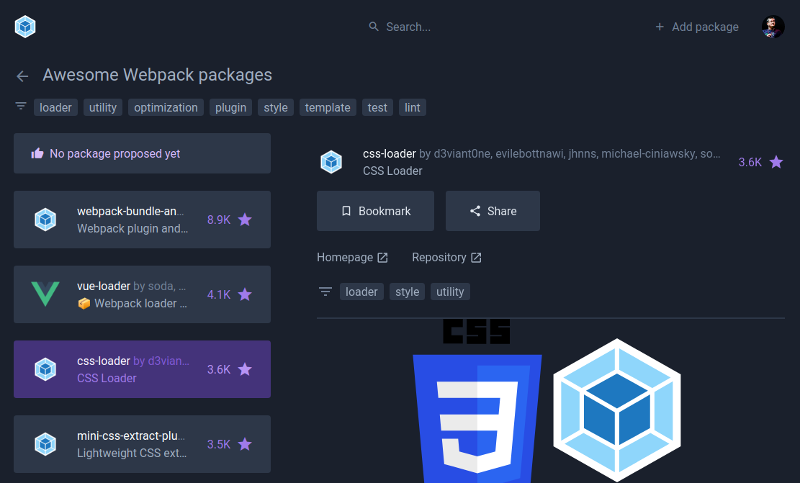 Search...
Add package
Awesome Webpack packages
loader utility optimization plugin style template test lint
No package proposed yet
webpack-bundle-an...
Webpack plugin and...
8.9K
vue-loader by soda, ...
Webpack loader ...
4.1K
css-loader by d3vian...
CSS Loader
3.6K
mini-css-extract-plu...
Lightweight CSS ext...
3.5K
css-loader by d3viant0ne, evilebottnawi, jhnns, michael-ciniawsky, so...
CSS Loader
3.6K
Bookmark
Share
Homepage
Repository
loader style utility
CSS
3